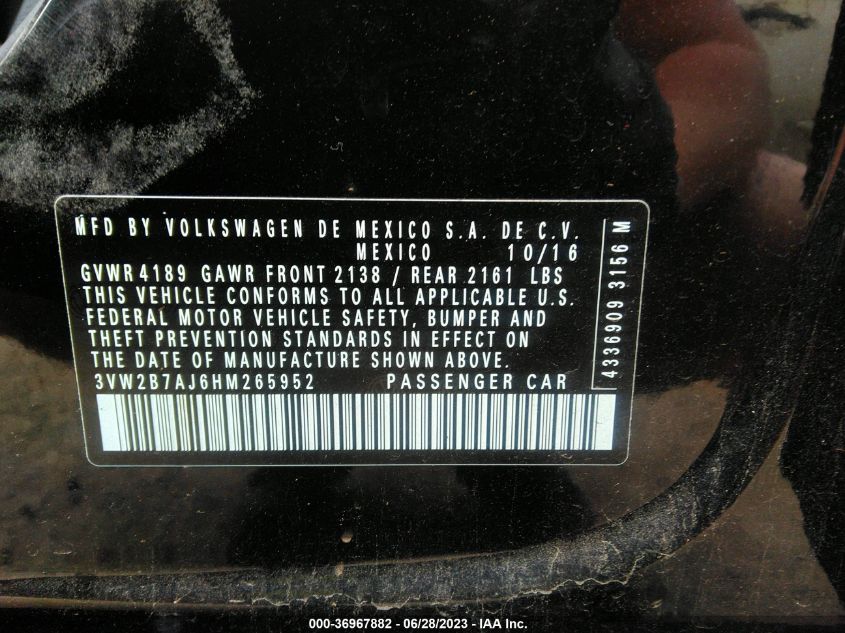 MFD BY VOLKSWAGEN DE MEXICO S.A. DE C.V.
MEXICO 10/16
GVWR 4189 GAWR FRONT 2138 / REAR 2161 LBS
THIS VEHICLE CONFORMS TO ALL APPLICABLE U.S.
FEDERAL MOTOR VEHICLE SAFETY, BUMPER AND
THEFT PREVENTION STANDARDS IN EFFECT ON
THE DATE OF MANUFACTURE SHOWN ABOVE.
3VW2B7AJ6HM265952 PASSENGER CAR
4336909 3156 M
000-36967882 - 06/28/2023 - IAA Inc.